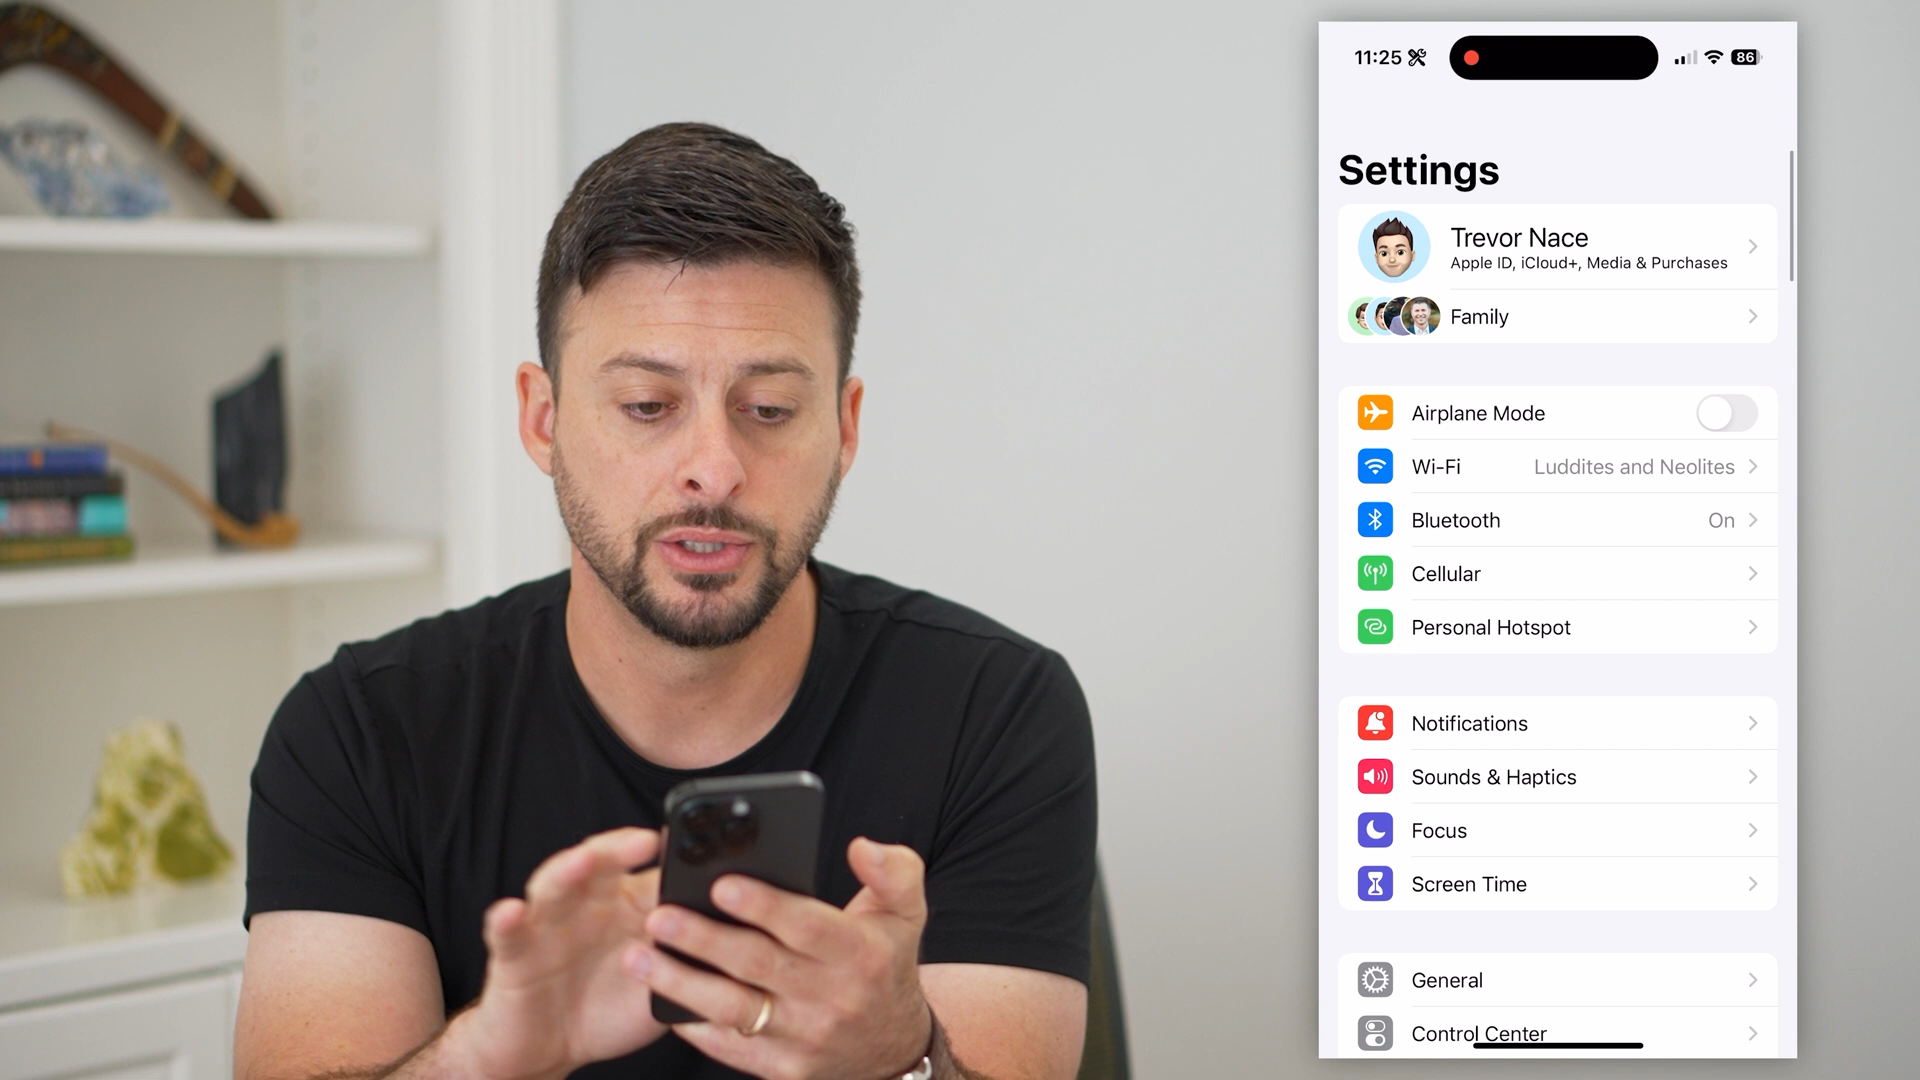 11:25
86
Settings
Trevor Nace
Apple ID, iCloud+, Media & Purchases
Family
Airplane Mode
Wi-Fi Luddites and Neolites
Bluetooth On
Cellular
Personal Hotspot
Notifications
Sounds & Haptics
Focus
Screen Time
General
Control Center